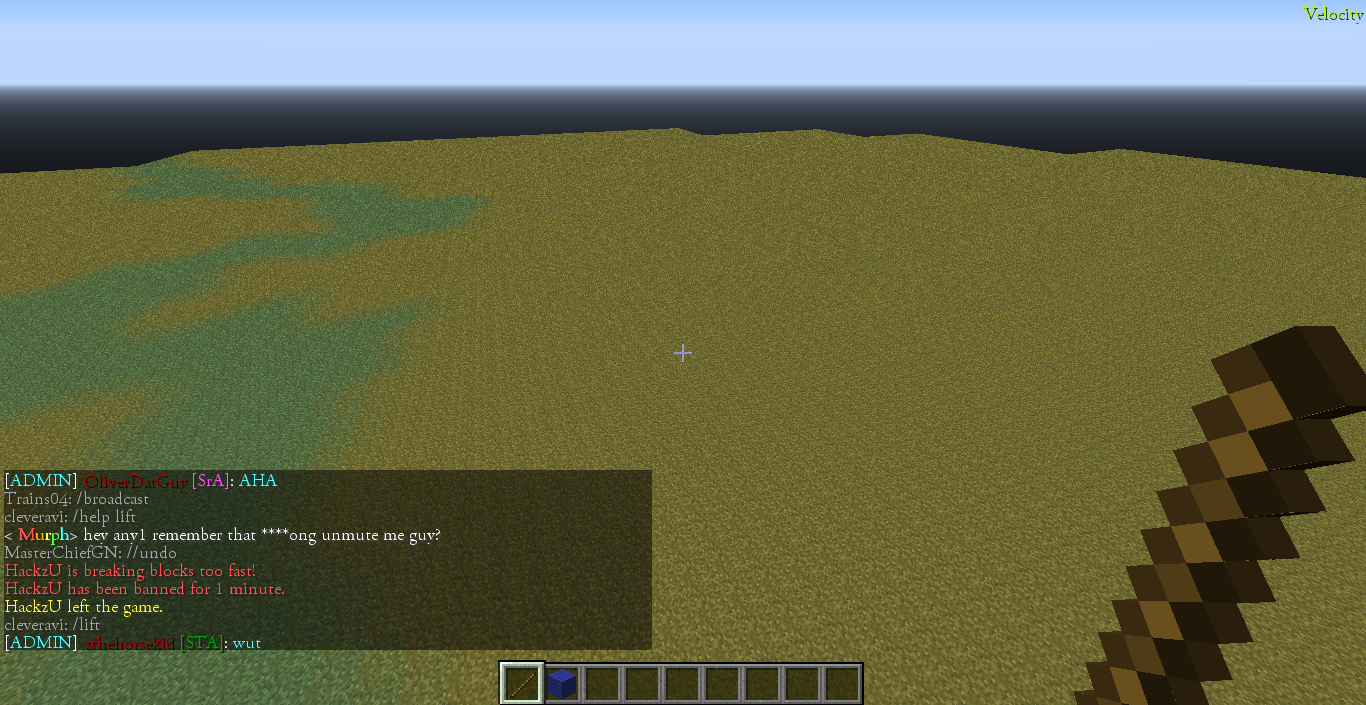 Velocity
[ADMIN] OliverDatGuy [SrA]: AHA
Trains04: /broadcast
cleveravi: /help lift
< Murph> hey any1 remember that ****ong unmute me guy?
MasterChiefGN: //undo
HackzU is breaking blocks too fast!
HackzU has been banned for 1 minute.
HackzU left the game.
cleveravi: /lift
[ADMIN] [STA]: wut